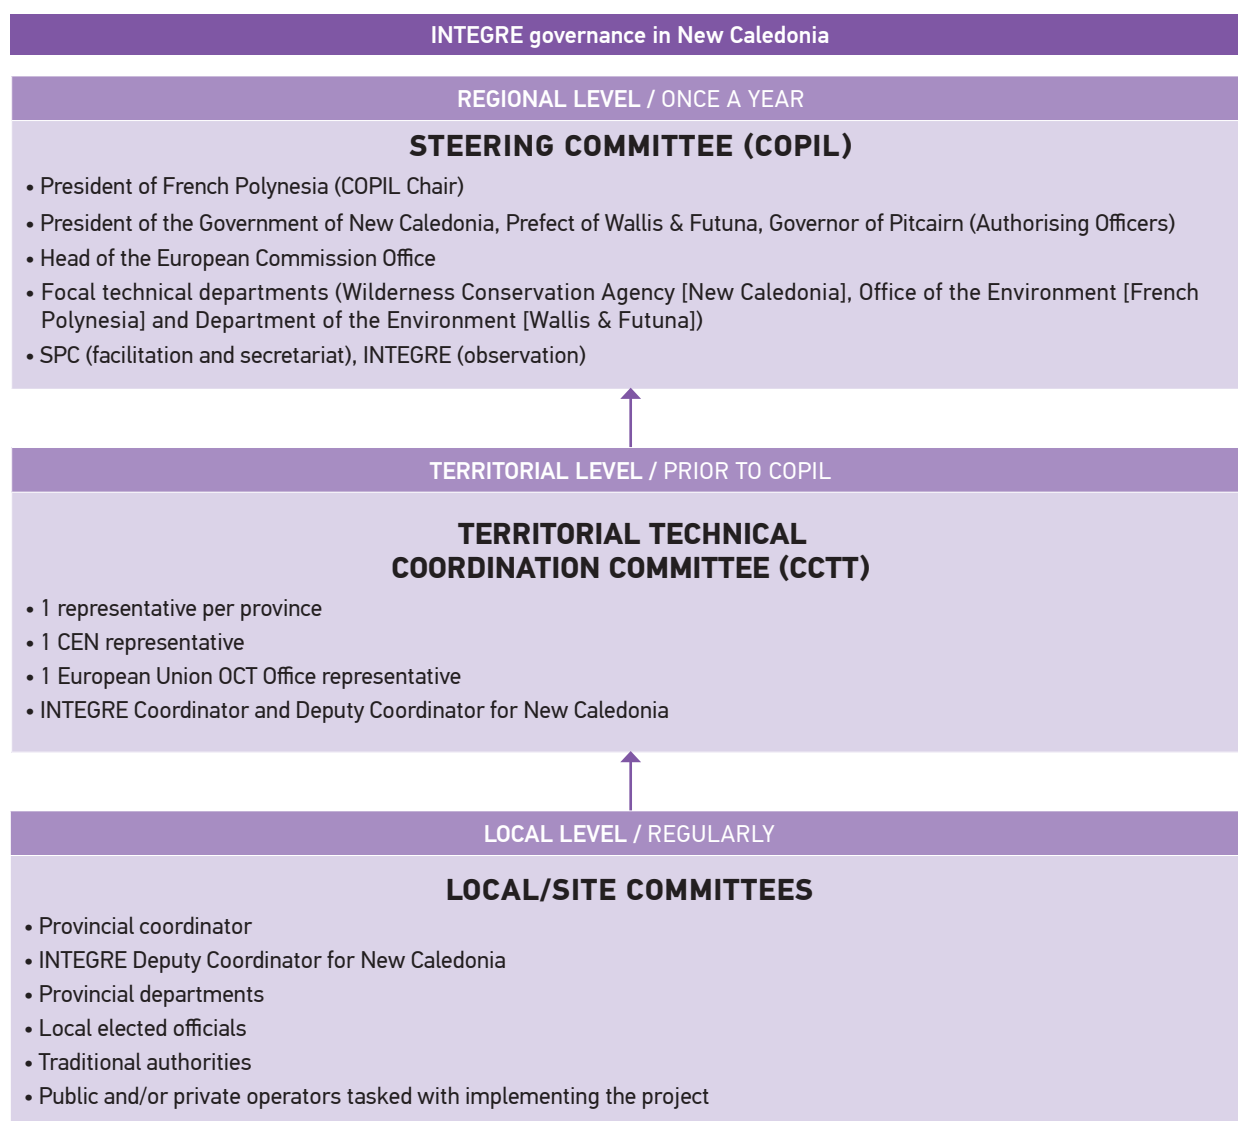 INTEGRE governance in New Caledonia
REGIONAL LEVEL / ONCE A YEAR
STEERING COMMITTEE (COPIL)
• President of French Polynesia (COPIL Chair)
• President of the Government of New Caledonia, Prefect of Wallis & Futuna, Governor of Pitcairn (Authorising Officers)
• Head of the European Commission Office
• Focal technical departments (Wilderness Conservation Agency [New Caledonia], Office of the Environment [French
Polynesia] and Department of the Environment [Wallis & Futuna])
• SPC (facilitation and secretariat), INTEGRE (observation)
TERRITORIAL LEVEL / PRIOR TO COPIL
TERRITORIAL TECHNICAL
COORDINATION COMMITTEE (CCTT)
• 1 representative per province
• 1 CEN representative
• 1 European Union OCT Office representative
• INTEGRE Coordinator and Deputy Coordinator for New Caledonia
LOCAL LEVEL / REGULARLY
LOCAL/SITE COMMITTEES
• Provincial coordinator
• INTEGRE Deputy Coordinator for New Caledonia
• Provincial departments
• Local elected officials
• Traditional authorities
• Public and/or private operators tasked with implementing the project